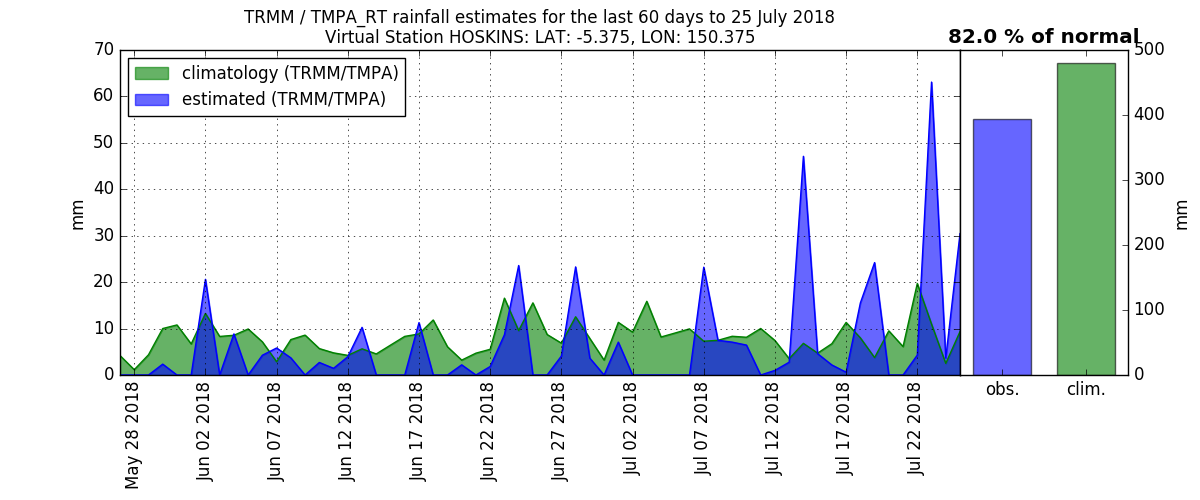 TRMM / TMPA_RT rainfall estimates for the last 60 days to 25 July 2018
Virtual Station HOSKINS: LAT: -5.375, LON: 150.375
82.0 % of normal
climatology (TRMM/TMPA)
estimated (TRMM/TMPA)
70
60
50
40
30
20
10
0
mm
May 28 2018
Jun 02 2018
Jun 07 2018
Jun 12 2018
Jun 17 2018
Jun 22 2018
Jun 27 2018
Jul 02 2018
Jul 07 2018
Jul 12 2018
Jul 17 2018
Jul 22 2018
obs.
clim.
500
400
300
200
100
0
mm